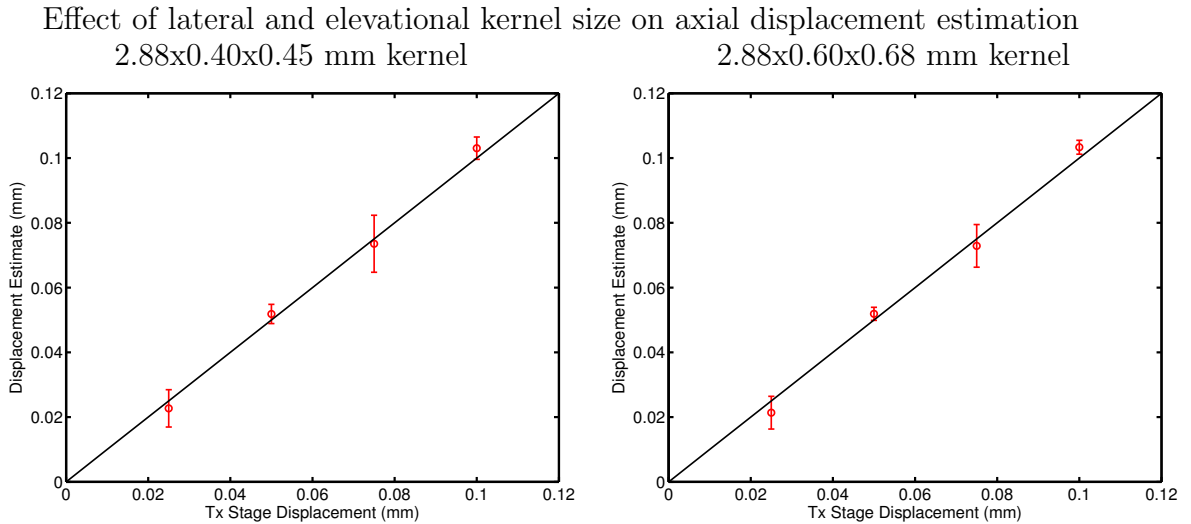 Effect of lateral and elevational kernel size on axial displacement estimation
2.88x0.40x0.45 mm kernel
2.88x0.60x0.68 mm kernel
0.12
0.1
0.08
0.06
0.04
0.02
0
Displacement Estimate (mm)
0 0.02 0.04 0.06 0.08 0.1 0.12
Tx Stage Displacement (mm)
0.12
0.1
0.08
0.06
0.04
0.02
0
Displacement Estimate (mm)
0 0.02 0.04 0.06 0.08 0.1 0.12
Tx Stage Displacement (mm)